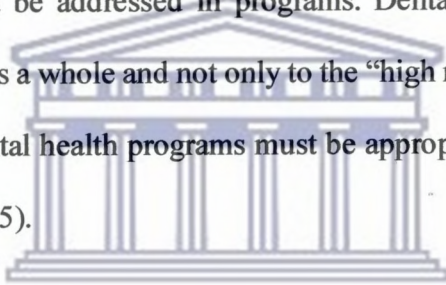 be addressed in programs. Denta
s a whole and not only to the “high
tal health programs must be approp
5).